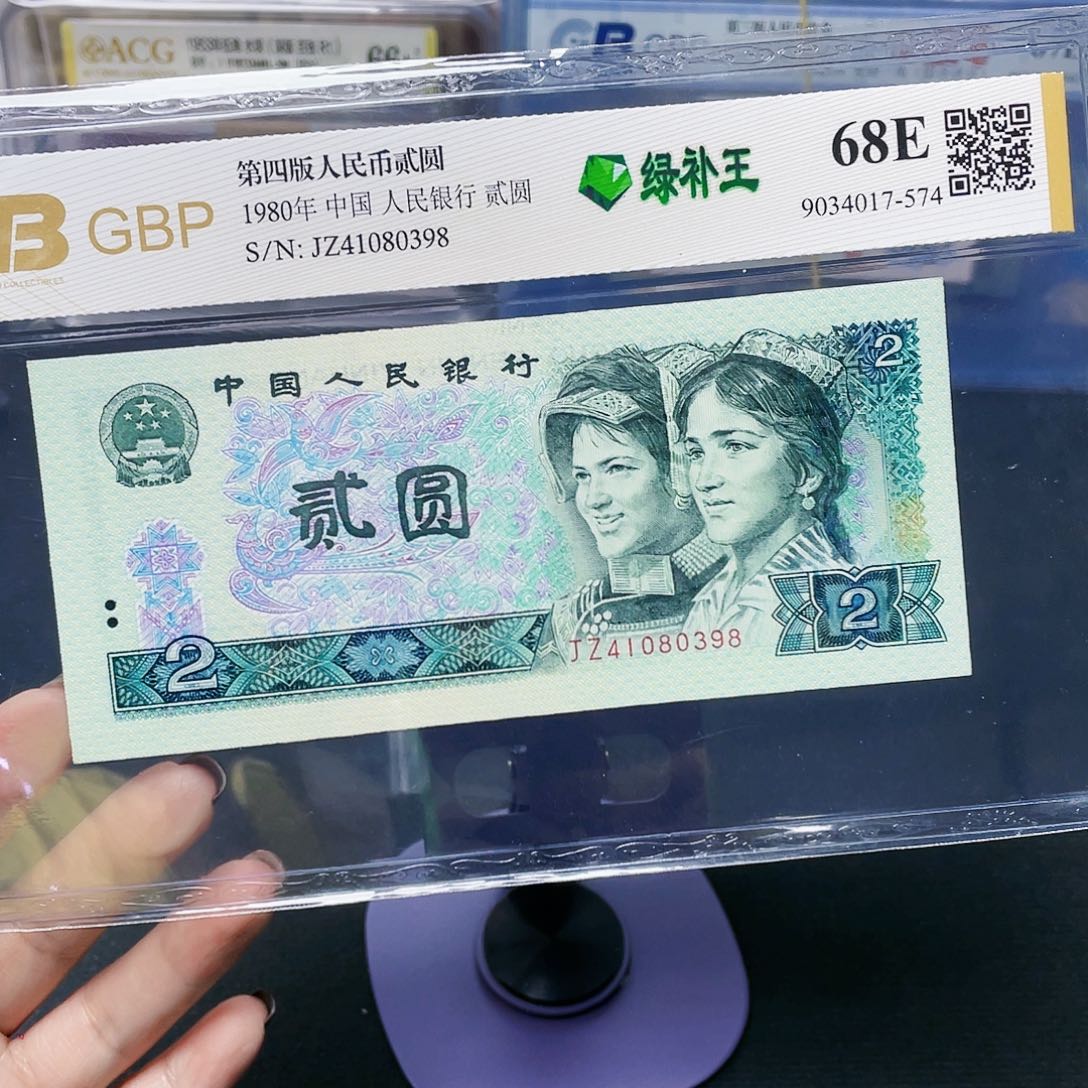 ACG
GBP
第四版人民币贰圆
1980年 中国 人民银行 贰圆
S/N: JZ41080398
绿补王
68E
9034017-574
中国人民银行
2
贰圆
2
2
JZ41080398